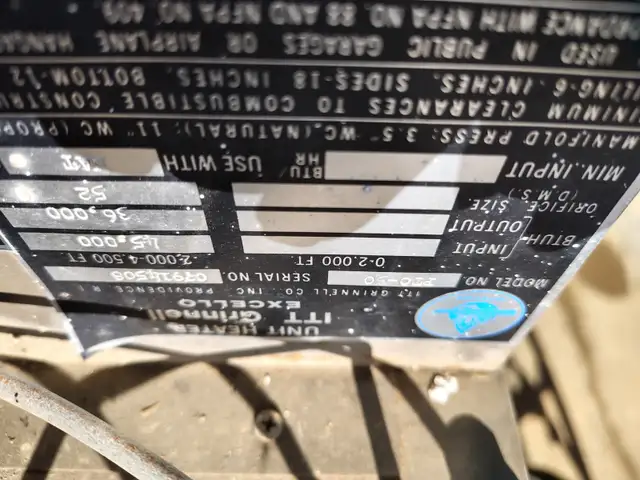 UNIT HEATER
ITT Grinnell
EXCELLO
ITT GRINNELL CO. INC. PROVIDENCE R.I.
MODEL NO. SERIAL NO. 07914508
0-2,000 FT. 2,000-4,500 FT.
BTUH INPUT 45,000
OUTPUT 36,000
ORIFICE SIZE 52
(D.M.S.)
MIN. INPUT BTU/HR USE WITH
MANIFOLD PRESS: 3.5" WC (NATURAL): 11" WC (PROP
MINIMUM CLEARANCES TO COMBUSTIBLE CONSTRU
ILING-6 INCHES. SIDES-18 INCHES. BOTTOM-12
USED IN PUBLIC GARAGES OR AIRPLANE HANGA
RDANCE WITH NFPA NO. 88 AND NFPA NO. 409